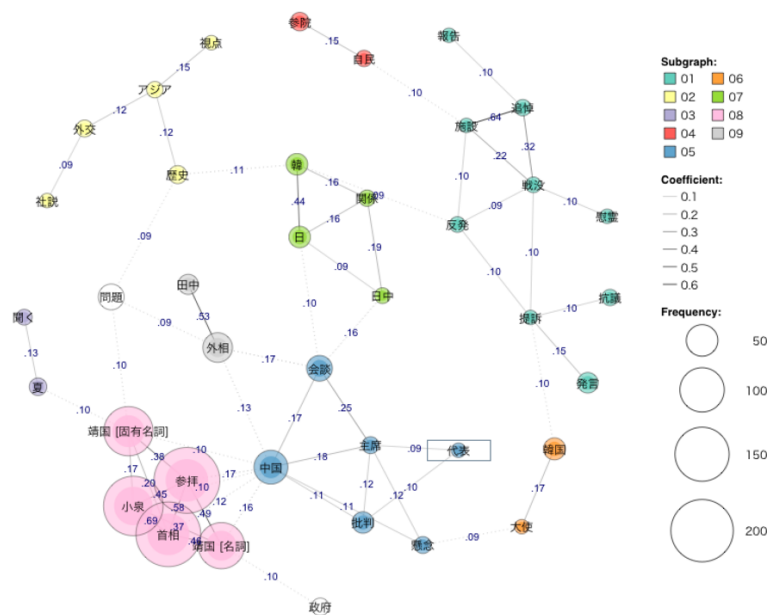 参院
視点
報告
Subgraph:
.15
自民
01 06
.15
02 07
アジア
.10
03 08
.12
.10
追悼
04 09
外交
施設
.64
05
.12
.32
.22
.09
歴史
.11
韓
.10
戦没
Coefficient:
社説
.16
関係
.09
.09
.10
慰霊
0.1
.44
.16
反発
0.2
.09
日
.19
0.3
.10
.10
0.4
.09
0.5
問題
田中
日中
抗議
0.6
.10
聞く
.53
.16
提訴
.10
Frequency:
.09
外相
.15
50
.13
.17
会談
夏
.10
発言
100
.10
.13
.10
.25
.17
靖国 [固有名詞]
主席
代表
韓国
150
.10
.09
.38
.18
.17
参拝
.17
中国
.20
.10
.12
.10
.17
.45
.12
.11
.12
小泉
.49
.16
.11
.58
批判
大使
200
.69
.37
首相
靖国 [名詞]
懸念
.09
.10
政府